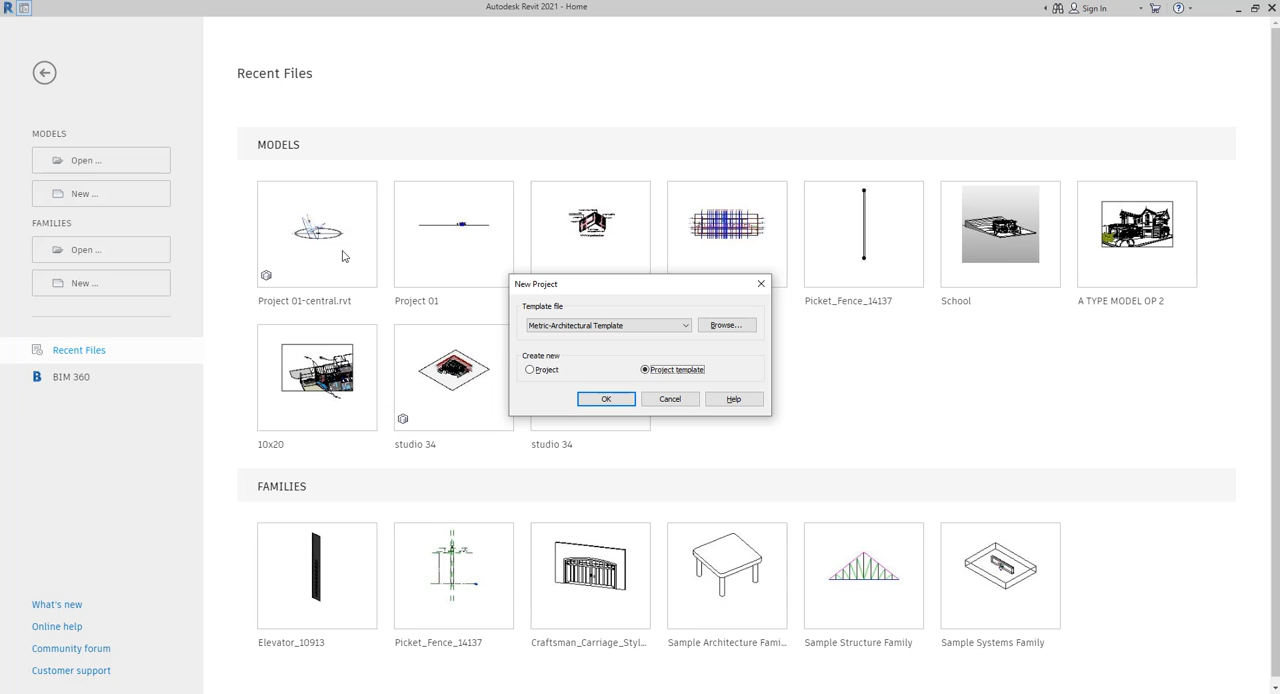 Autodesk Revit 2021 - Home
Sign In
Recent Files
MODELS
Open ...
New ...
FAMILIES
Open ...
New ...
Recent Files
BIM 360
What's new
Online help
Community forum
Customer support
MODELS
Project 01-central.rvt
Project 01
Picket_Fence_14137
School
A TYPE MODEL OP 2
10x20
studio 34
studio 34
New Project
Template file
Metric-Architectural Template
Browse...
Create new
Project
Project template
OK
Cancel
Help
FAMILIES
Elevator_10913
Picket_Fence_14137
Craftsman_Carriage_Styl...
Sample Architecture Fami...
Sample Structure Family
Sample Systems Family